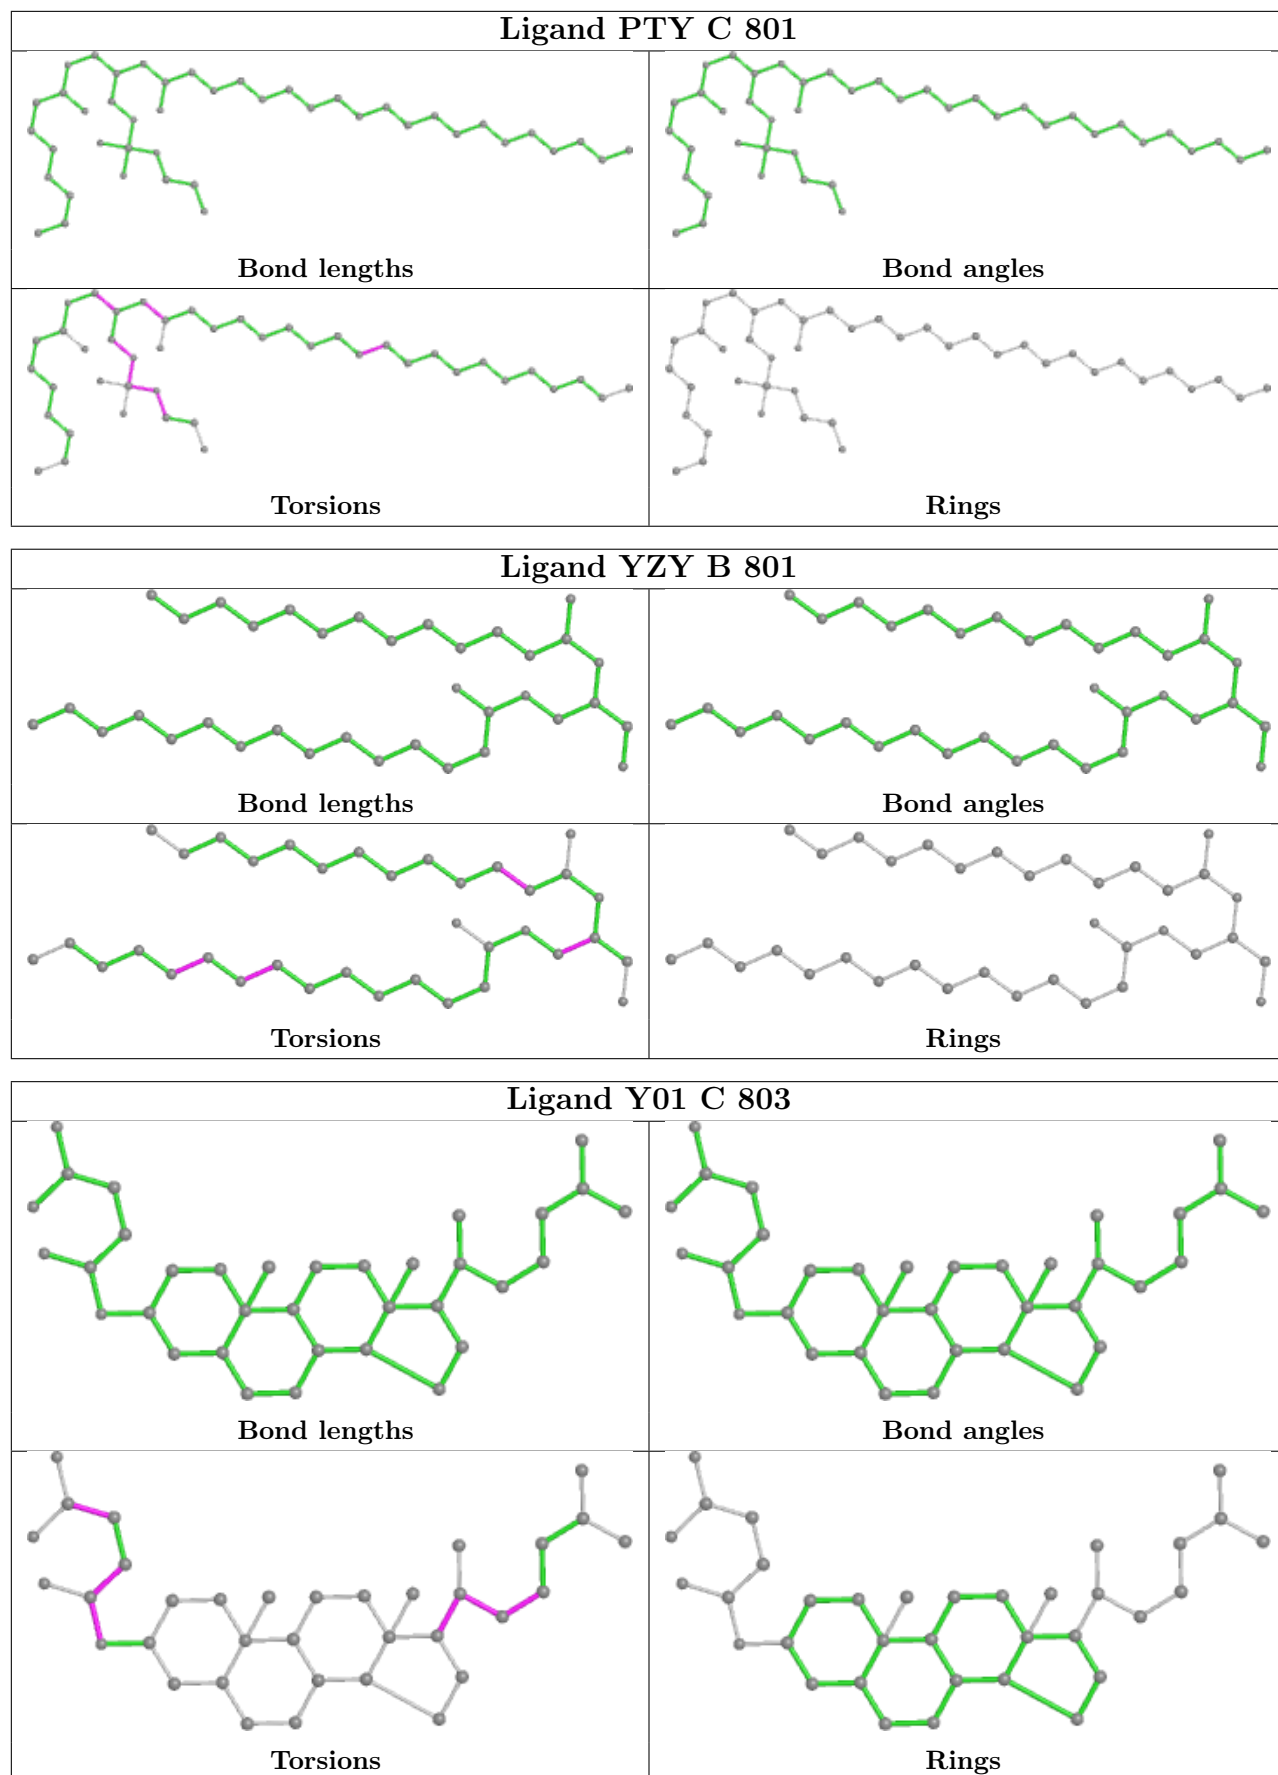 Ligand PTY C 801
Bond lengths
Bond angles
Torsions
Rings
Ligand YZY B 801
Bond lengths
Bond angles
Torsions
Rings
Ligand Y01 C 803
Bond lengths
Bond angles
Torsions
Rings